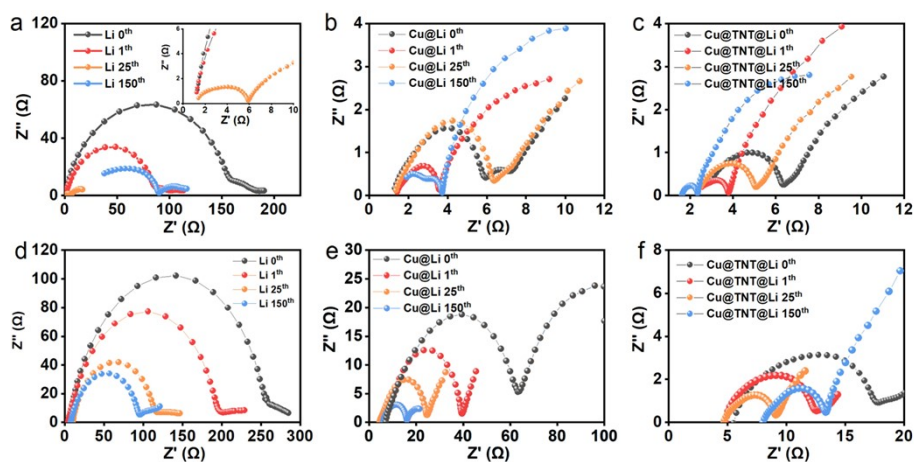 a
120
80
40
0
Z'' (Ω)
0 50 100 150 200
Z' (Ω)
Li 0th
Li 1th
Li 25th
Li 150th
6
4
2
0
Z'' (Ω)
0 2 4 6 8 10
Z' (Ω)
b
4
3
2
1
0
Z'' (Ω)
0 2 4 6 8 10 12
Z' (Ω)
Cu@Li 0th
Cu@Li 1th
Cu@Li 25th
Cu@Li 150th
c
4
3
2
1
0
Z'' (Ω)
0 2 4 6 8 10 12
Z' (Ω)
Cu@TNT@Li 0th
Cu@TNT@Li 1th
Cu@TNT@Li 25th
Cu@TNT@Li 150th
d
120
100
80
60
40
20
0
Z'' (Ω)
0 50 100 150 200 250 300
Z' (Ω)
Li 0th
Li 1th
Li 25th
Li 150th
e
30
25
20
15
10
5
0
Z'' (Ω)
0 20 40 60 80 100
Z' (Ω)
Cu@Li 0th
Cu@Li 1th
Cu@Li 25th
Cu@Li 150th
f
8
6
4
2
0
Z'' (Ω)
0 5 10 15 20
Z' (Ω)
Cu@TNT@Li 0th
Cu@TNT@Li 1th
Cu@TNT@Li 25th
Cu@TNT@Li 150th